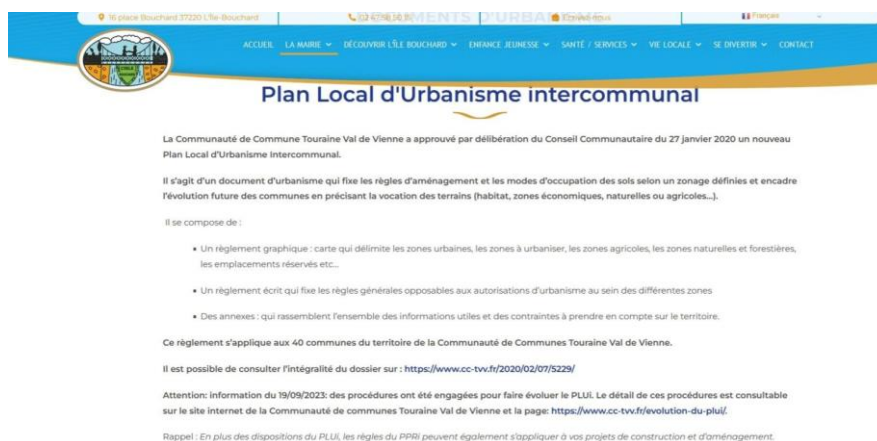 16 place Bouchard 37220 L'Île-Bouchard
Français
ACCUEIL LA MAIRIE DÉCOUVRIR L'ÎLE BOUCHARD ENFANCE JEUNESSE SANTÉ / SERVICES VIE LOCALE SE DIVERTIR CONTACT
Plan Local d'Urbanisme intercommunal
La Communauté de Commune Touraine Val de Vienne a approuvé par délibération du Conseil Communautaire du 27 janvier 2020 un nouveau
Plan Local d'Urbanisme Intercommunal.
Il s'agit d'un document d'urbanisme qui fixe les règles d'aménagement et les modes d'occupation des sols selon un zonage définies et encadre
l'évolution future des communes en précisant la vocation des terrains (habitat, zones économiques, naturelles ou agricoles...).
Il se compose de :
• Un règlement graphique : carte qui délimite les zones urbaines, les zones à urbaniser, les zones agricoles, les zones naturelles et forestières,
les emplacements réservés etc...
• Un règlement écrit qui fixe les règles générales opposables aux autorisations d'urbanisme au sein des différentes zones
• Des annexes : qui rassemblent l'ensemble des informations utiles et des contraintes à prendre en compte sur le territoire.
Ce règlement s'applique aux 40 communes du territoire de la Communauté de Communes Touraine Val de Vienne.
Il est possible de consulter l'intégralité du dossier sur : https://www.cc-tvv.fr/2020/02/07/5229/
Attention: information du 19/09/2023: des procédures ont été engagées pour faire évoluer le PLUi. Le détail de ces procédures est consultable
sur le site internet de la Communauté de communes Touraine Val de Vienne et la page: https://www.cc-tvv.fr/evolution-du-plui/.
Rappel : En plus des dispositions du PLUi, les règles du PPRi peuvent également s'appliquer à vos projets de construction et d'aménagement.